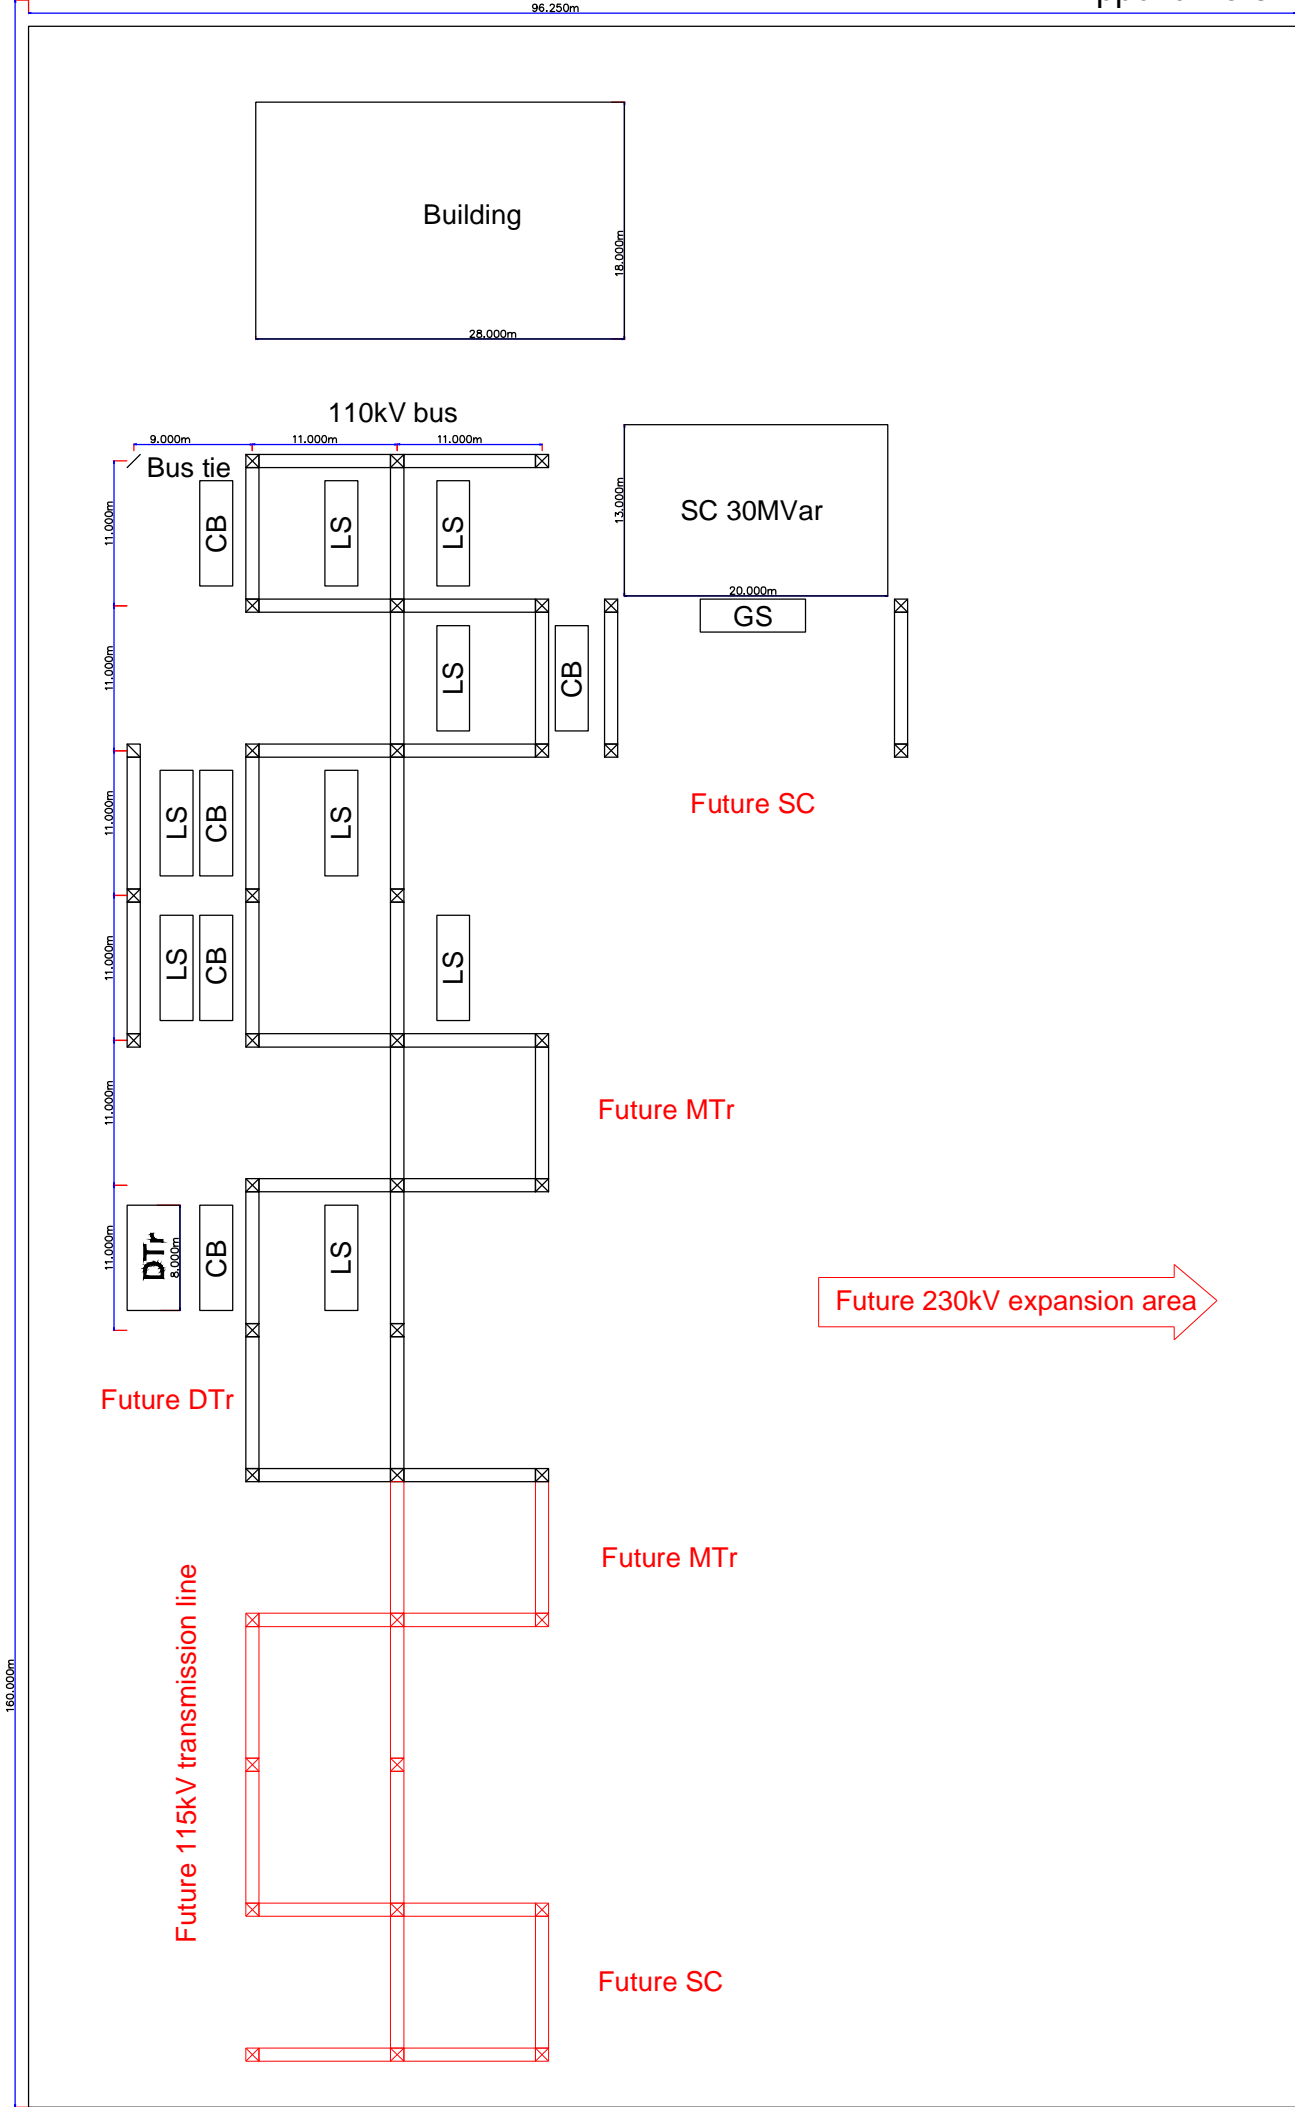 96.250m
Building
18.000m
28.000m
110kV bus
9.000m
11.000m
11.000m
Bus tie
11.000m
CB
LS
LS
13.000m
SC 30MVar
20.000m
GS
11.000m
LS
CB
11.000m
LS
CB
LS
Future SC
11.000m
LS
CB
LS
11.000m
Future MTr
11.000m
DTr
8.000m
CB
LS
Future 230kV expansion area
Future DTr
Future MTr
Future 115kV transmission line
160.000m
Future SC